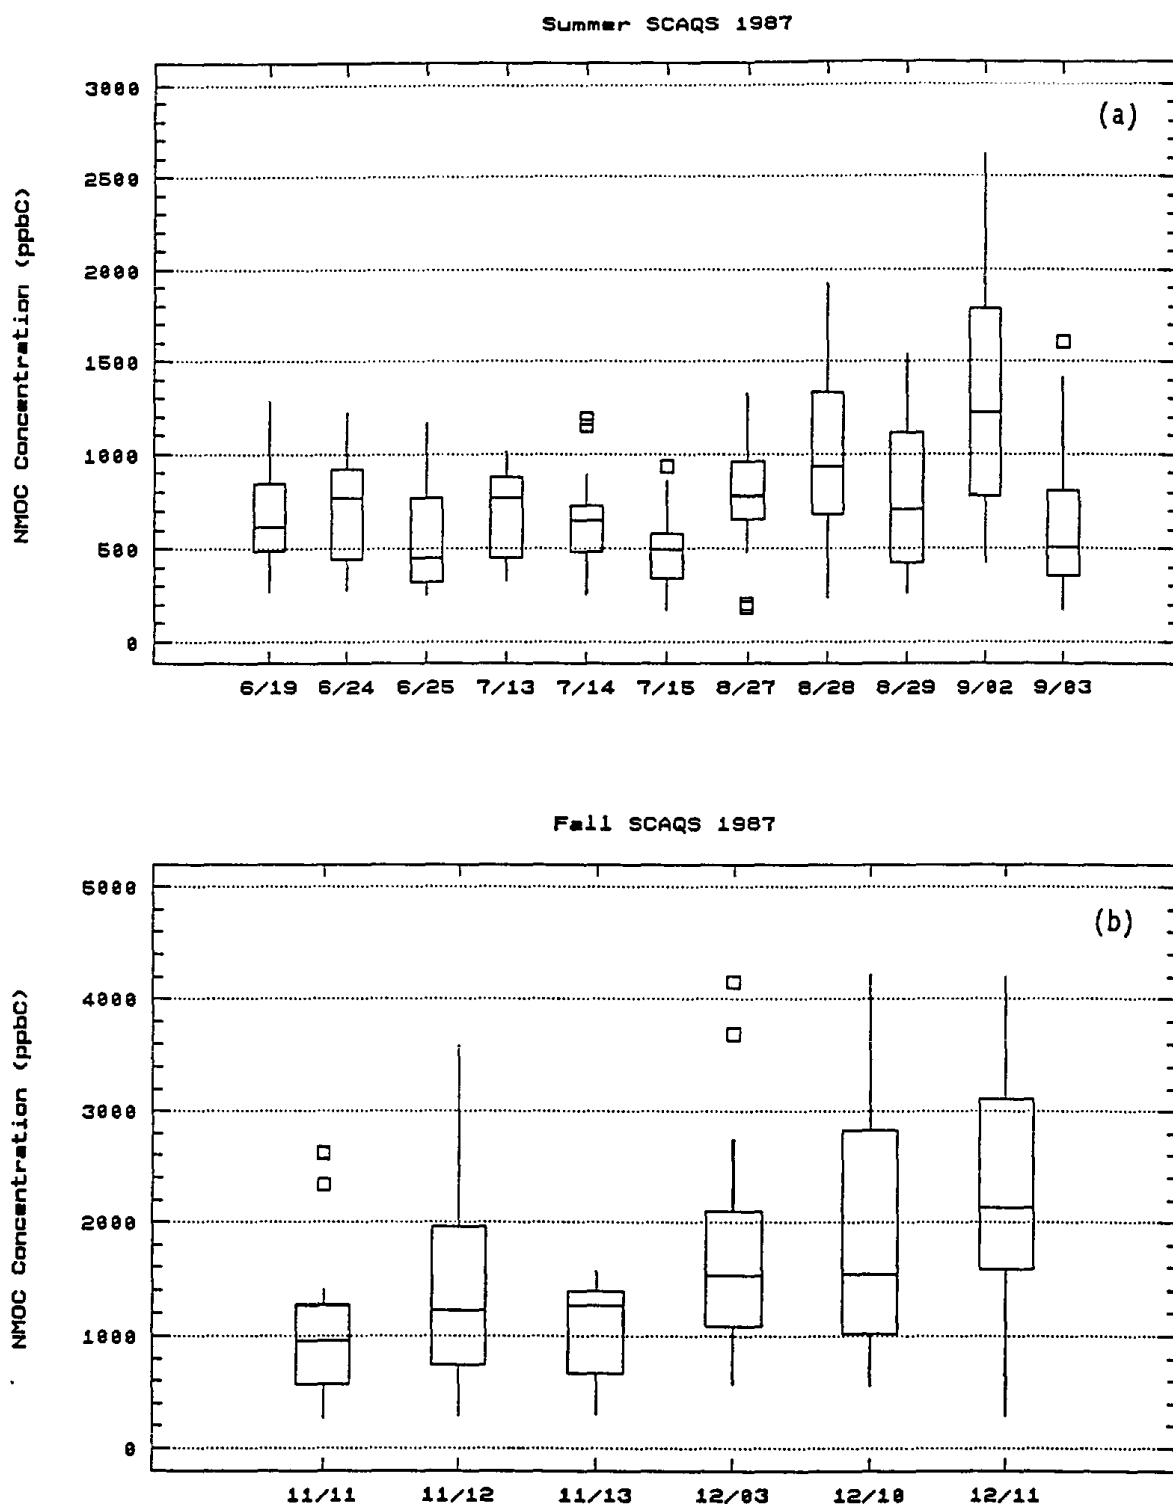 Summer SCAQS 1987
(a)
NMOC Concentration (ppbC)
3000
2500
2000
1500
1000
500
0
6/19 6/24 6/25 7/13 7/14 7/15 8/27 8/28 8/29 9/02 9/03
Fall SCAQS 1987
(b)
NMOC Concentration (ppbC)
5000
4000
3000
2000
1000
0
11/11 11/12 11/13 12/03 12/10 12/11